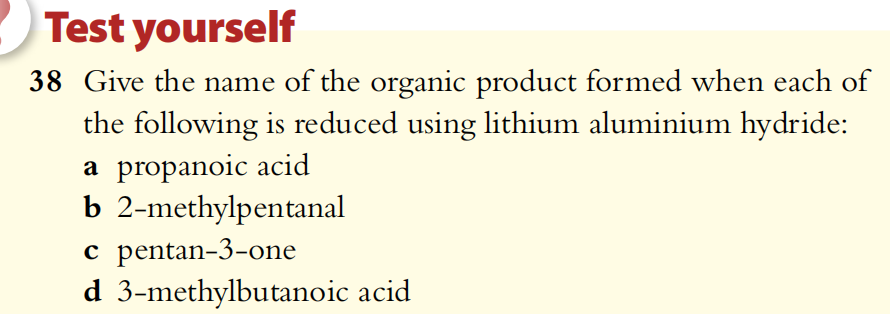 Test yourself
38 Give the name of the organic product formed when each of
the following is reduced using lithium aluminium hydride:
a propanoic acid
b 2-methylpentanal
c pentan-3-one
d 3-methylbutanoic acid